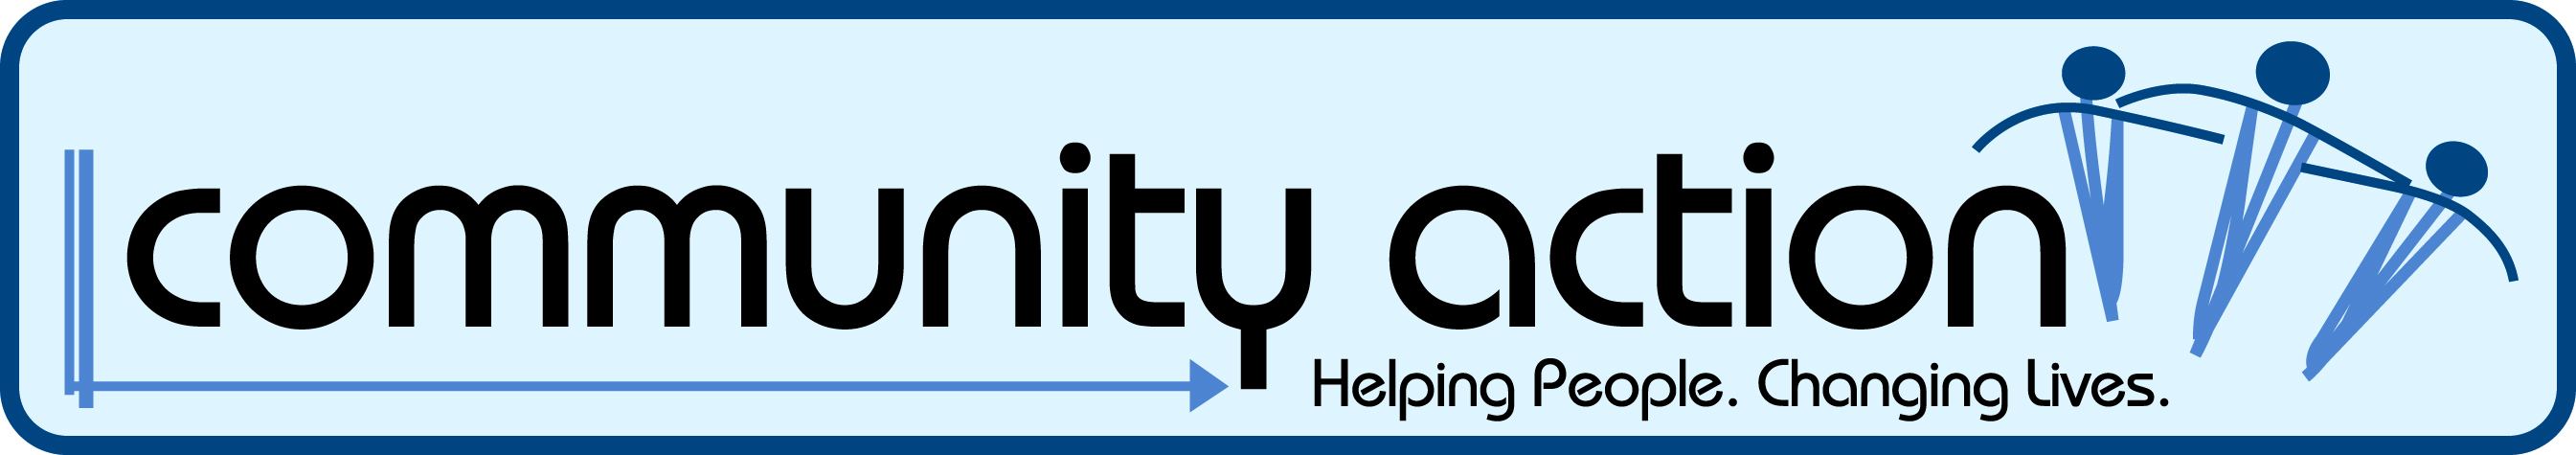 community action
Helping People. Changing Lives.